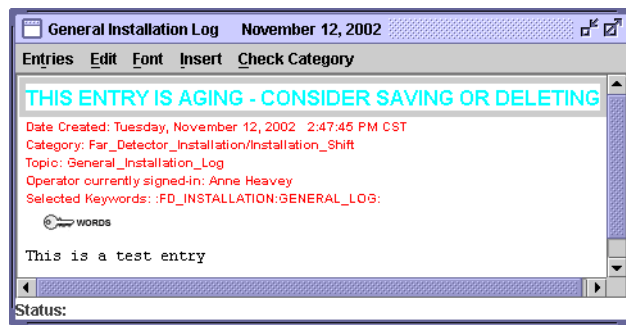 General Installation Log November 12, 2002
Entries Edit Font Insert Check Category
THIS ENTRY IS AGING - CONSIDER SAVING OR DELETING
Date Created: Tuesday, November 12, 2002 2:47:45 PM CST
Category: Far_Detector_Installation/Installation_Shift
Topic: General_Installation_Log
Operator currently signed-in: Anne Heavey
Selected Keywords: :FD_INSTALLATION:GENERAL_LOG:
WORDS
This is a test entry
Status: